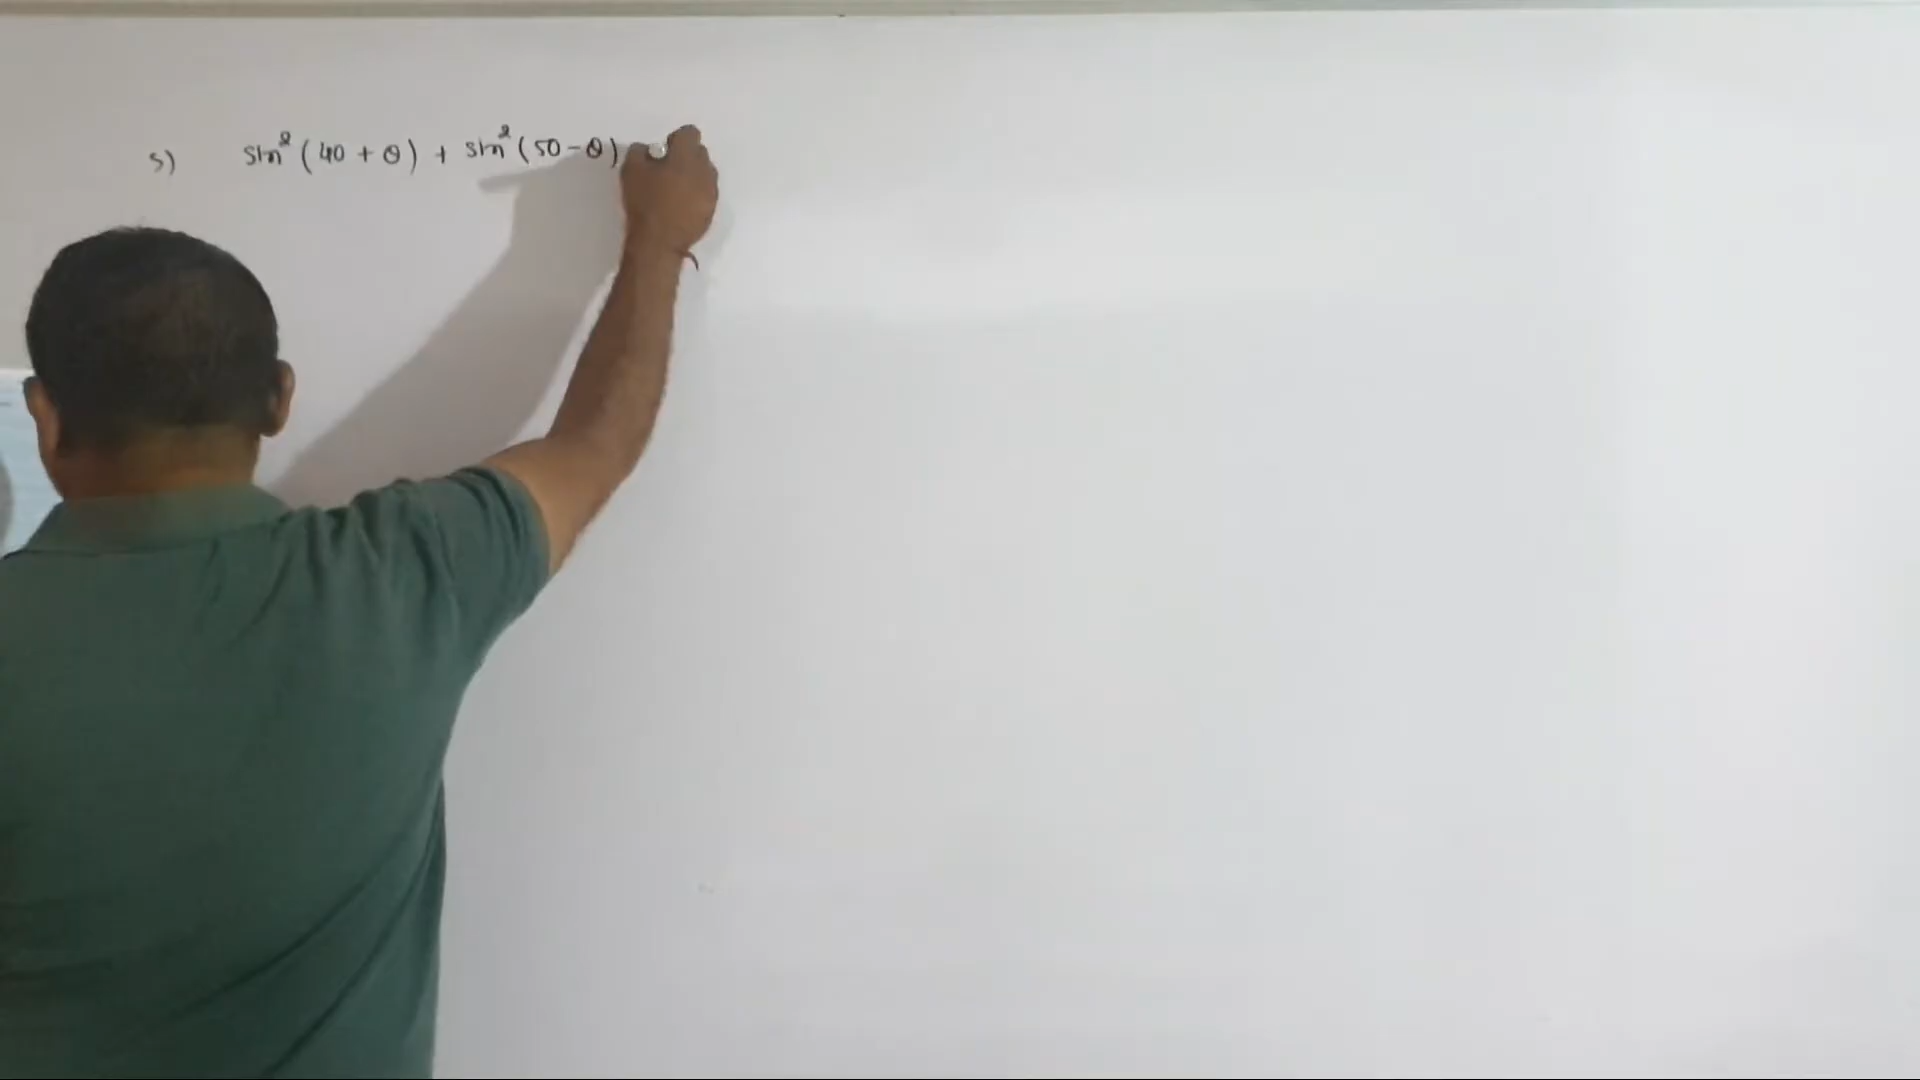 5) sin²(40 + θ) + sin²(50 - θ)